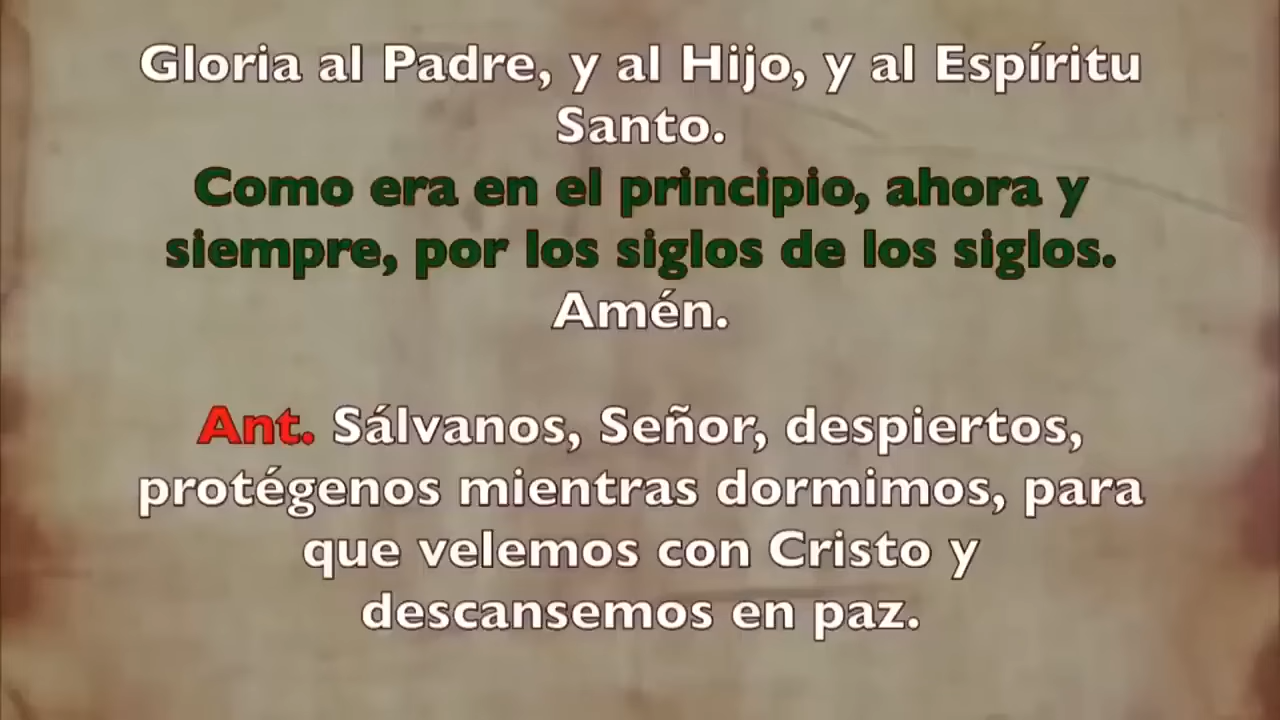 Gloria al Padre, y al Hijo, y al Espíritu
Santo.
Como era en el principio, ahora y
siempre, por los siglos de los siglos.
Amén.
Ant. Sálvanos, Señor, despiertos,
protégenos mientras dormimos, para
que velemos con Cristo y
descansemos en paz.